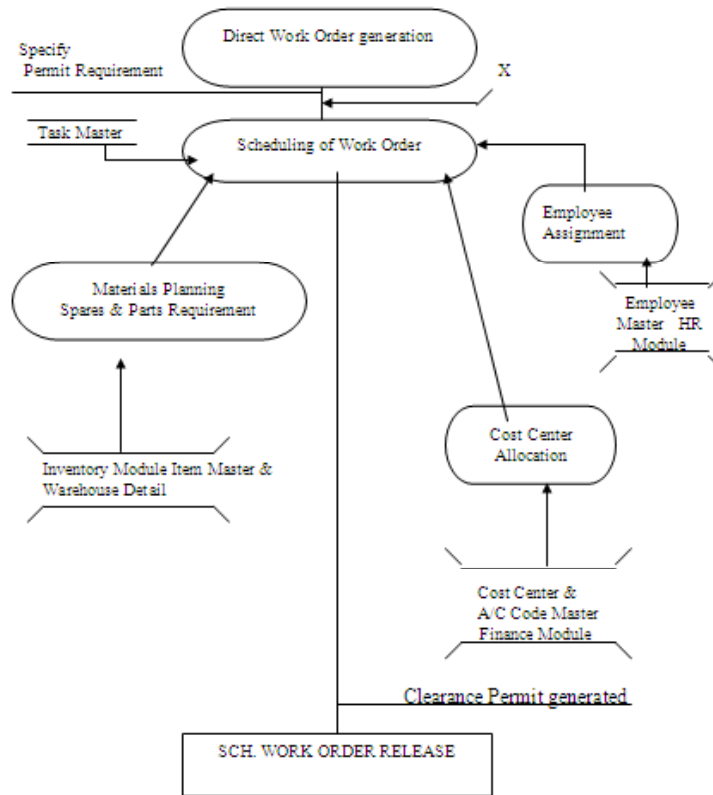 Direct Work Order generation
Specify
Permit Requirement
X
Task Master
Scheduling of Work Order
Employee
Assignment
Materials Planning
Spares & Parts Requirement
Employee
Master HR
Module
Cost Center
Allocation
Inventory Module Item Master &
Warehouse Detail
Cost Center &
A/C Code Master
Finance Module
Clearance Permit generated
SCH. WORK ORDER RELEASE